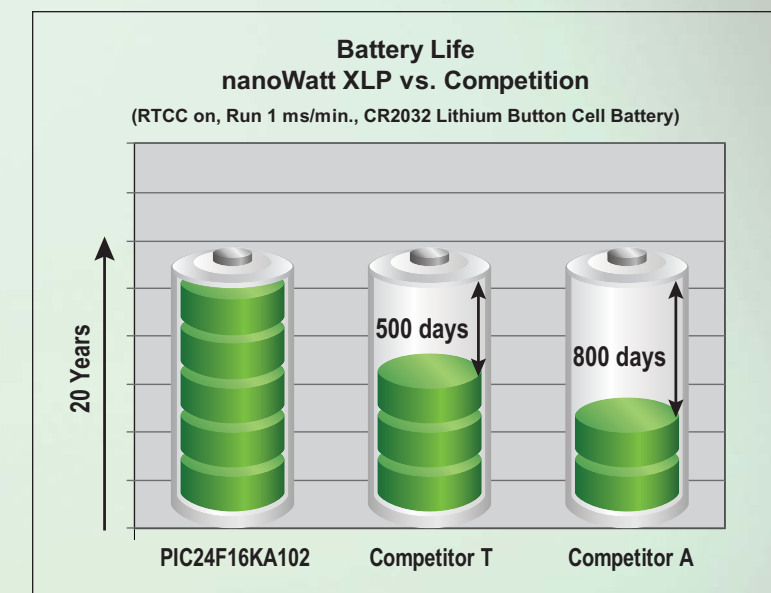 Battery Life
nanoWatt XLP vs. Competition
(RTCC on, Run 1 ms/min., CR2032 Lithium Button Cell Battery)
20 Years
500 days
800 days
PIC24F16KA102
Competitor T
Competitor A